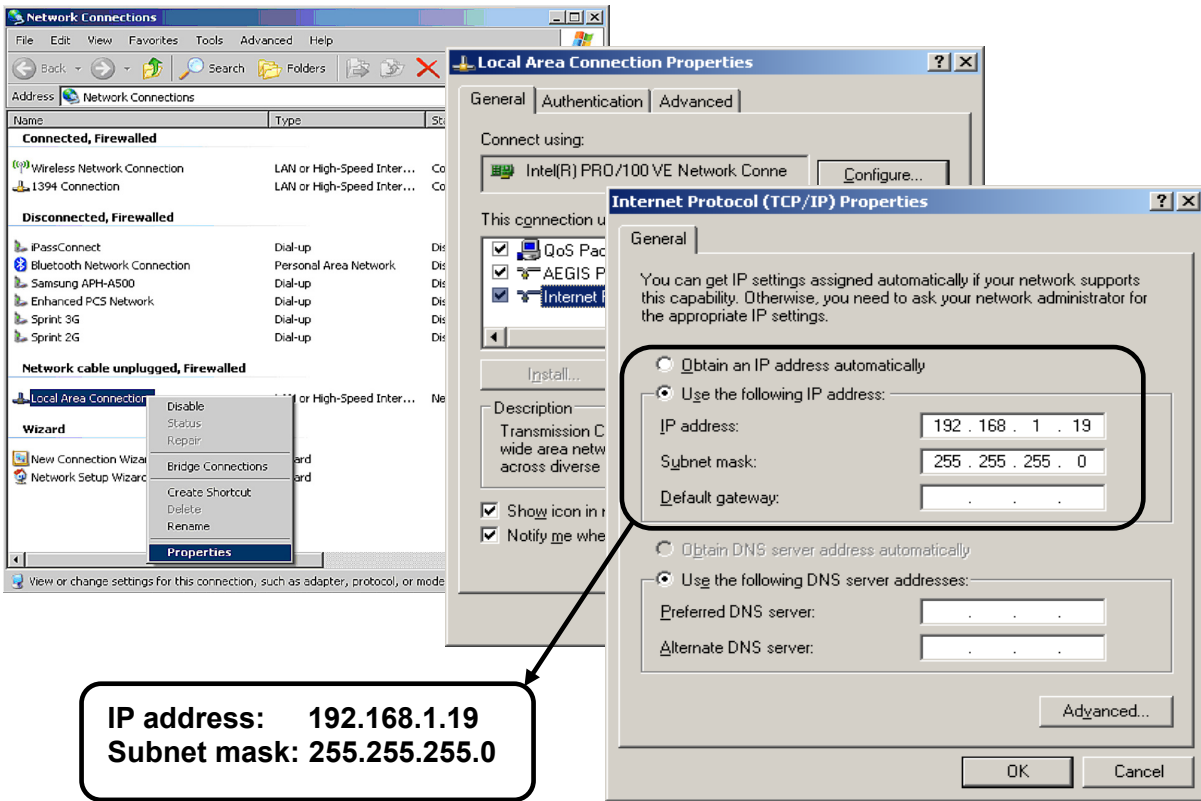 Network Connections
File Edit View Favorites Tools Advanced Help
Back Search Folders
Address Network Connections
Name Type
Connected, Firewalled
Wireless Network Connection LAN or High-Speed Inter...
1394 Connection LAN or High-Speed Inter...
Disconnected, Firewalled
iPassConnect Dial-up
Bluetooth Network Connection Personal Area Network
Samsung APH-A500 Dial-up
Enhanced PCS Network Dial-up
Sprint 3G Dial-up
Sprint 2G Dial-up
Network cable unplugged, Firewalled
Local Area Connection or High-Speed Inter...
Wizard
New Connection Wizar
Network Setup Wizard
Disable
Status
Repair
Bridge Connections
Create Shortcut
Delete
Rename
Properties
View or change settings for this connection, such as adapter, protocol, or mode
Local Area Connection Properties
General Authentication Advanced
Connect using:
Intel(R) PRO/100 VE Network Conne
Configure...
This connection u
QoS Pac
AEGIS P
Internet
Install...
Description
Transmission C
wide area netw
across diverse
Show icon in
Notify me whe
Internet Protocol (TCP/IP) Properties
General
You can get IP settings assigned automatically if your network supports
this capability. Otherwise, you need to ask your network administrator for
the appropriate IP settings.
Obtain an IP address automatically
Use the following IP address:
IP address: 192 . 168 . 1 . 19
Subnet mask: 255 . 255 . 255 . 0
Default gateway: . . .
Obtain DNS server address automatically
Use the following DNS server addresses:
Preferred DNS server: . . .
Alternate DNS server: . . .
Advanced...
OK Cancel
IP address: 192.168.1.19
Subnet mask: 255.255.255.0